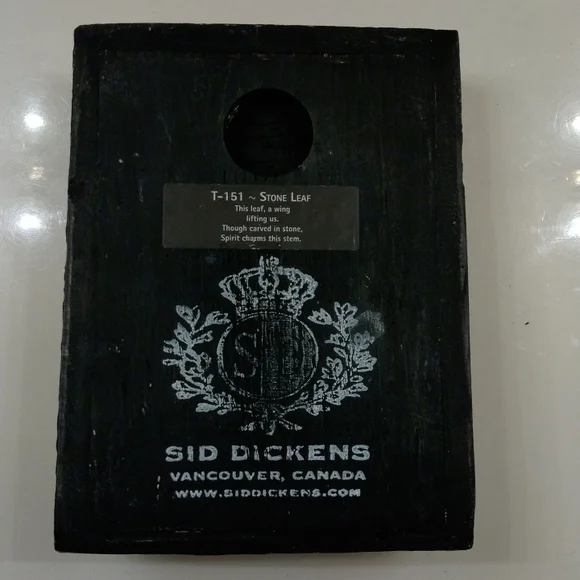 T-151 ~ STONE LEAF
This leaf, a wing
lifting us.
Though carved in stone,
Spirit charms this stem.
SD
SID DICKENS
VANCOUVER, CANADA
WWW.SIDDICKENS.COM